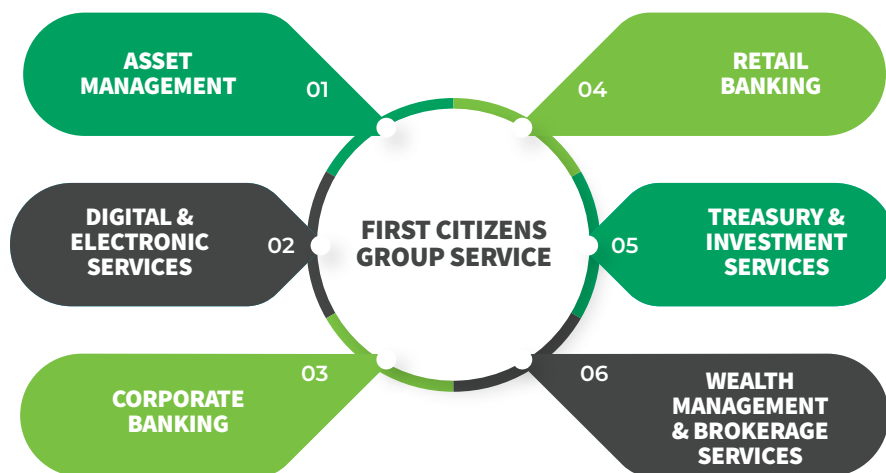 ASSET
MANAGEMENT
01
DIGITAL &
ELECTRONIC
SERVICES
02
CORPORATE
BANKING
03
FIRST CITIZENS
GROUP SERVICE
04
RETAIL
BANKING
05
TREASURY &
INVESTMENT
SERVICES
06
WEALTH
MANAGEMENT
& BROKERAGE
SERVICES